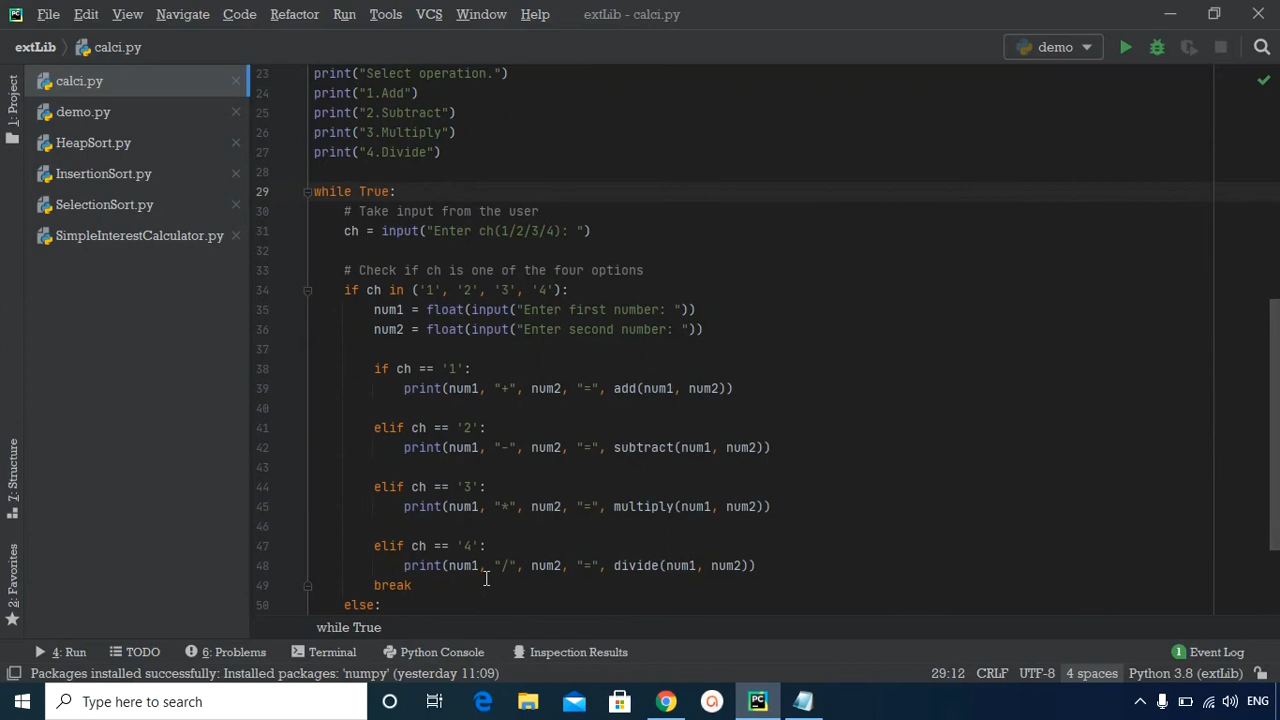 File Edit View Navigate Code Refactor Run Tools VCS Window Help extLib - calci.py
extLib calci.py demo
1: Project
7: Structure
2: Favorites
calci.py
demo.py
HeapSort.py
InsertionSort.py
SelectionSort.py
SimpleInterestCalculator.py
23 print("Select operation.")
24 print("1.Add")
25 print("2.Subtract")
26 print("3.Multiply")
27 print("4.Divide")
28
29 while True:
30 # Take input from the user
31 ch = input("Enter ch(1/2/3/4): ")
32
33 # Check if ch is one of the four options
34 if ch in ('1', '2', '3', '4'):
35 num1 = float(input("Enter first number: "))
36 num2 = float(input("Enter second number: "))
37
38 if ch == '1':
39 print(num1, "+", num2, "=", add(num1, num2))
40
41 elif ch == '2':
42 print(num1, "-", num2, "=", subtract(num1, num2))
43
44 elif ch == '3':
45 print(num1, "*", num2, "=", multiply(num1, num2))
46
47 elif ch == '4':
48 print(num1, "/", num2, "=", divide(num1, num2))
49 break
50 else:
while True
4: Run TODO 6: Problems Terminal Python Console Inspection Results 1 Event Log
Packages installed successfully: Installed packages: 'numpy' (yesterday 11:09) 29:12 CRLF UTF-8 4 spaces Python 3.8 (extLib)
Type here to search ENG